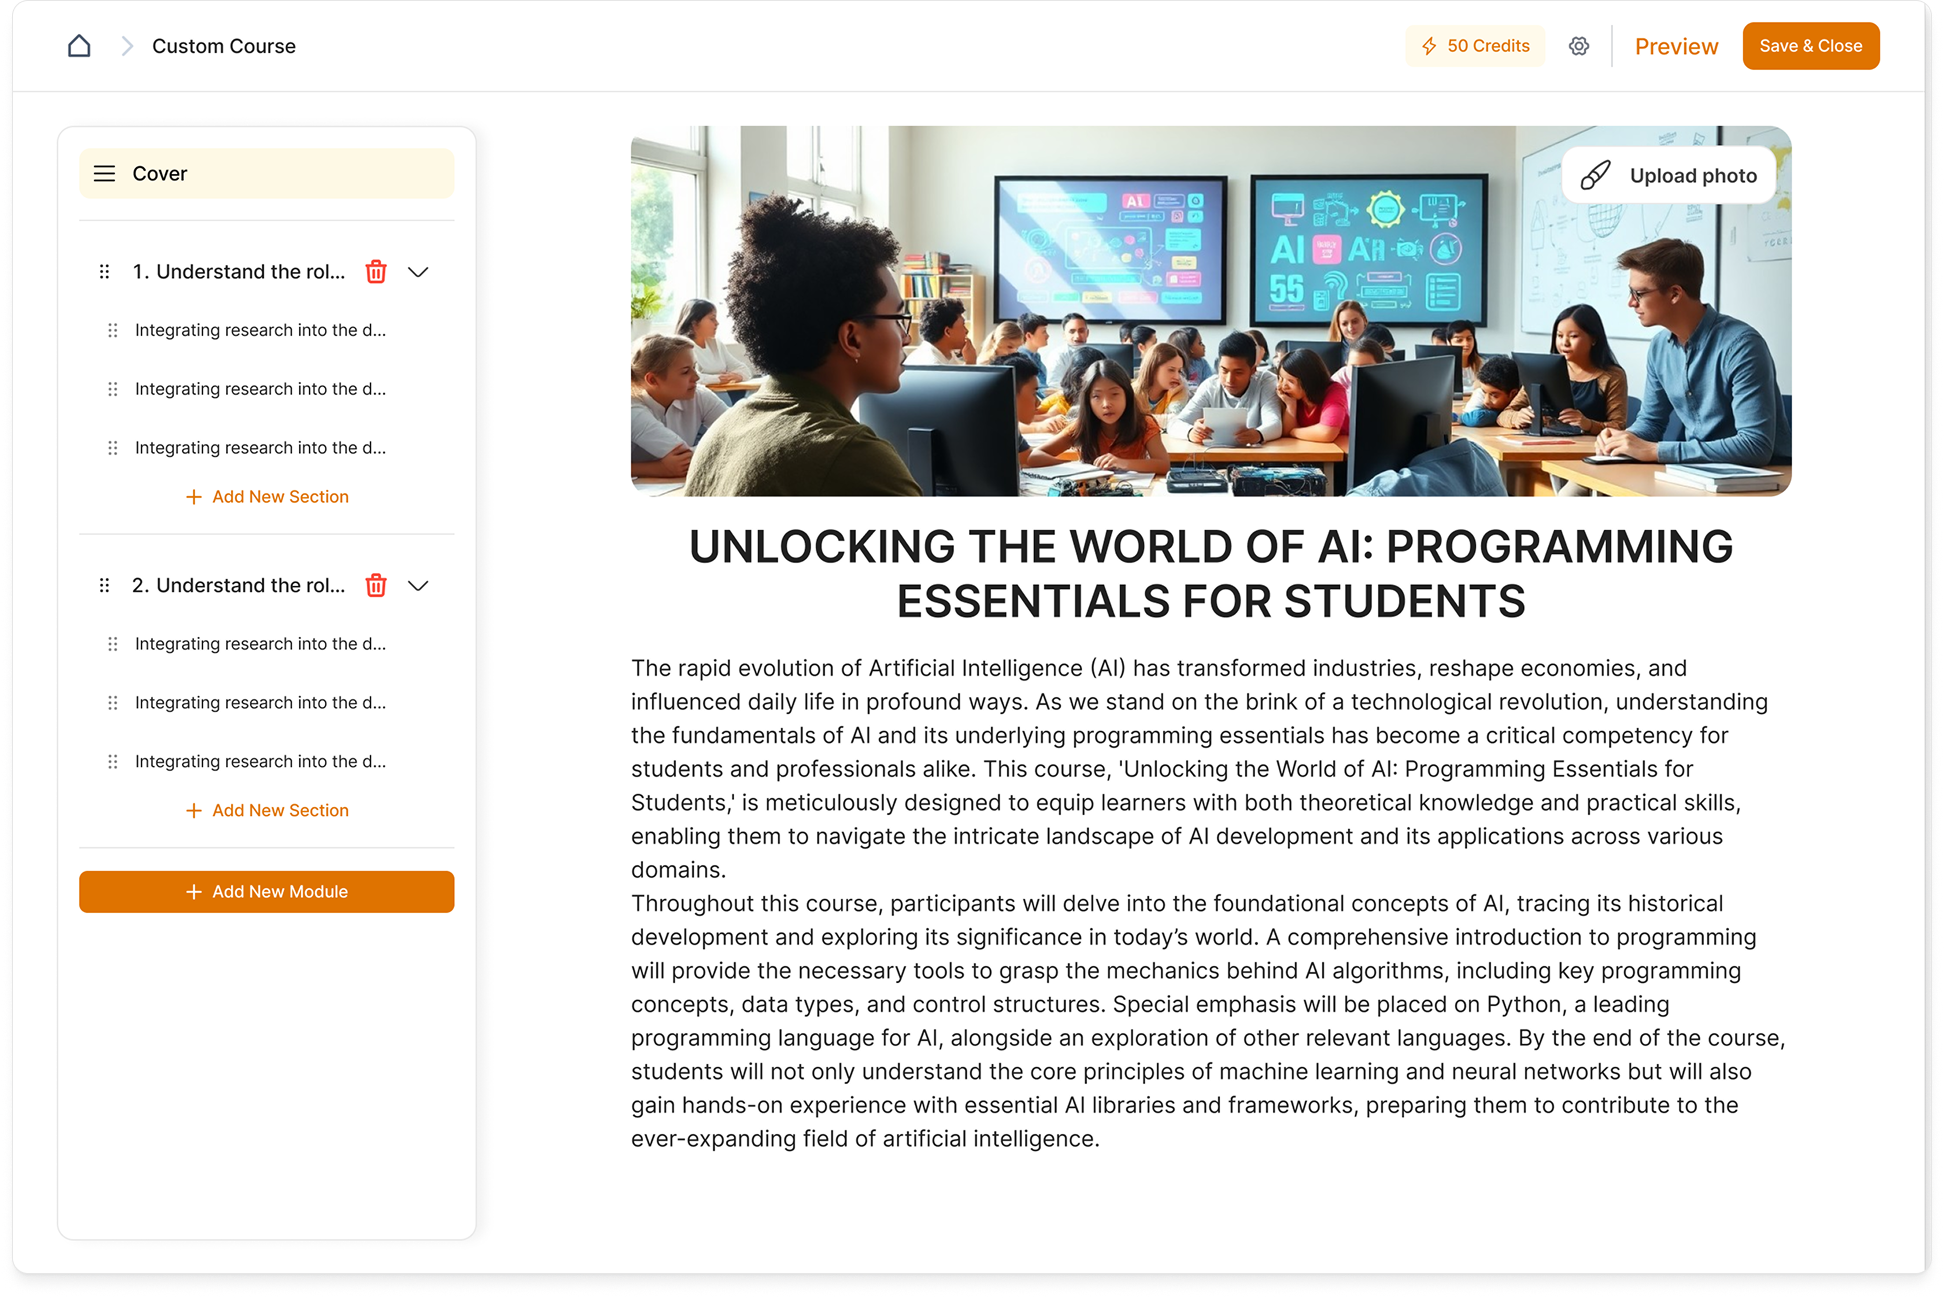 Custom Course
50 Credits
Preview
Save & Close
Cover
1. Understand the rol...
Integrating research into the d...
Integrating research into the d...
Integrating research into the d...
+ Add New Section
2. Understand the rol...
Integrating research into the d...
Integrating research into the d...
Integrating research into the d...
+ Add New Section
+ Add New Module
Upload photo
AI
AI
56
UNLOCKING THE WORLD OF AI: PROGRAMMING
ESSENTIALS FOR STUDENTS
The rapid evolution of Artificial Intelligence (AI) has transformed industries, reshape economies, and
influenced daily life in profound ways. As we stand on the brink of a technological revolution, understanding
the fundamentals of AI and its underlying programming essentials has become a critical competency for
students and professionals alike. This course, 'Unlocking the World of AI: Programming Essentials for
Students,' is meticulously designed to equip learners with both theoretical knowledge and practical skills,
enabling them to navigate the intricate landscape of AI development and its applications across various
domains.
Throughout this course, participants will delve into the foundational concepts of AI, tracing its historical
development and exploring its significance in today’s world. A comprehensive introduction to programming
will provide the necessary tools to grasp the mechanics behind AI algorithms, including key programming
concepts, data types, and control structures. Special emphasis will be placed on Python, a leading
programming language for AI, alongside an exploration of other relevant languages. By the end of the course,
students will not only understand the core principles of machine learning and neural networks but will also
gain hands-on experience with essential AI libraries and frameworks, preparing them to contribute to the
ever-expanding field of artificial intelligence.